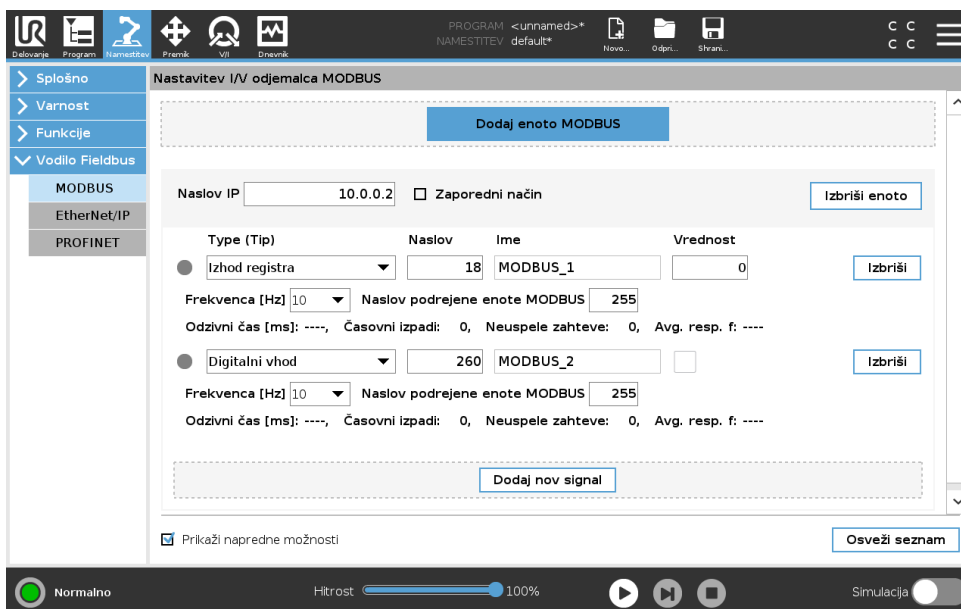 UR
Delovanje Program Namestitev Premik V/I Dnevnik PROGRAM <unnamed>* NAMESTITEV default* Novo... Odpri... Shrani... C C C C
Splošno
Varnost
Funkcije
Vodilo Fieldbus
MODBUS
EtherNet/IP
PROFINET
Nastavitev I/V odjemalca MODBUS
Dodaj enoto MODBUS
Naslov IP 10.0.0.2 Zaporedni način Izbriši enoto
Type (Tip) Naslov Ime Vrednost
Izhod registra 18 MODBUS_1 0 Izbriši
Frekvenca [Hz] 10 Naslov podrejene enote MODBUS 255
Odzivni čas [ms]: ----, Časovni izpadi: 0, Neuspele zahteve: 0, Avg. resp. f: ----
Digitalni vhod 260 MODBUS_2 Izbriši
Frekvenca [Hz] 10 Naslov podrejene enote MODBUS 255
Odzivni čas [ms]: ----, Časovni izpadi: 0, Neuspele zahteve: 0, Avg. resp. f: ----
Dodaj nov signal
Prikaži napredne možnosti Osveži seznam
Normalno Hitrost 100% Simulacija